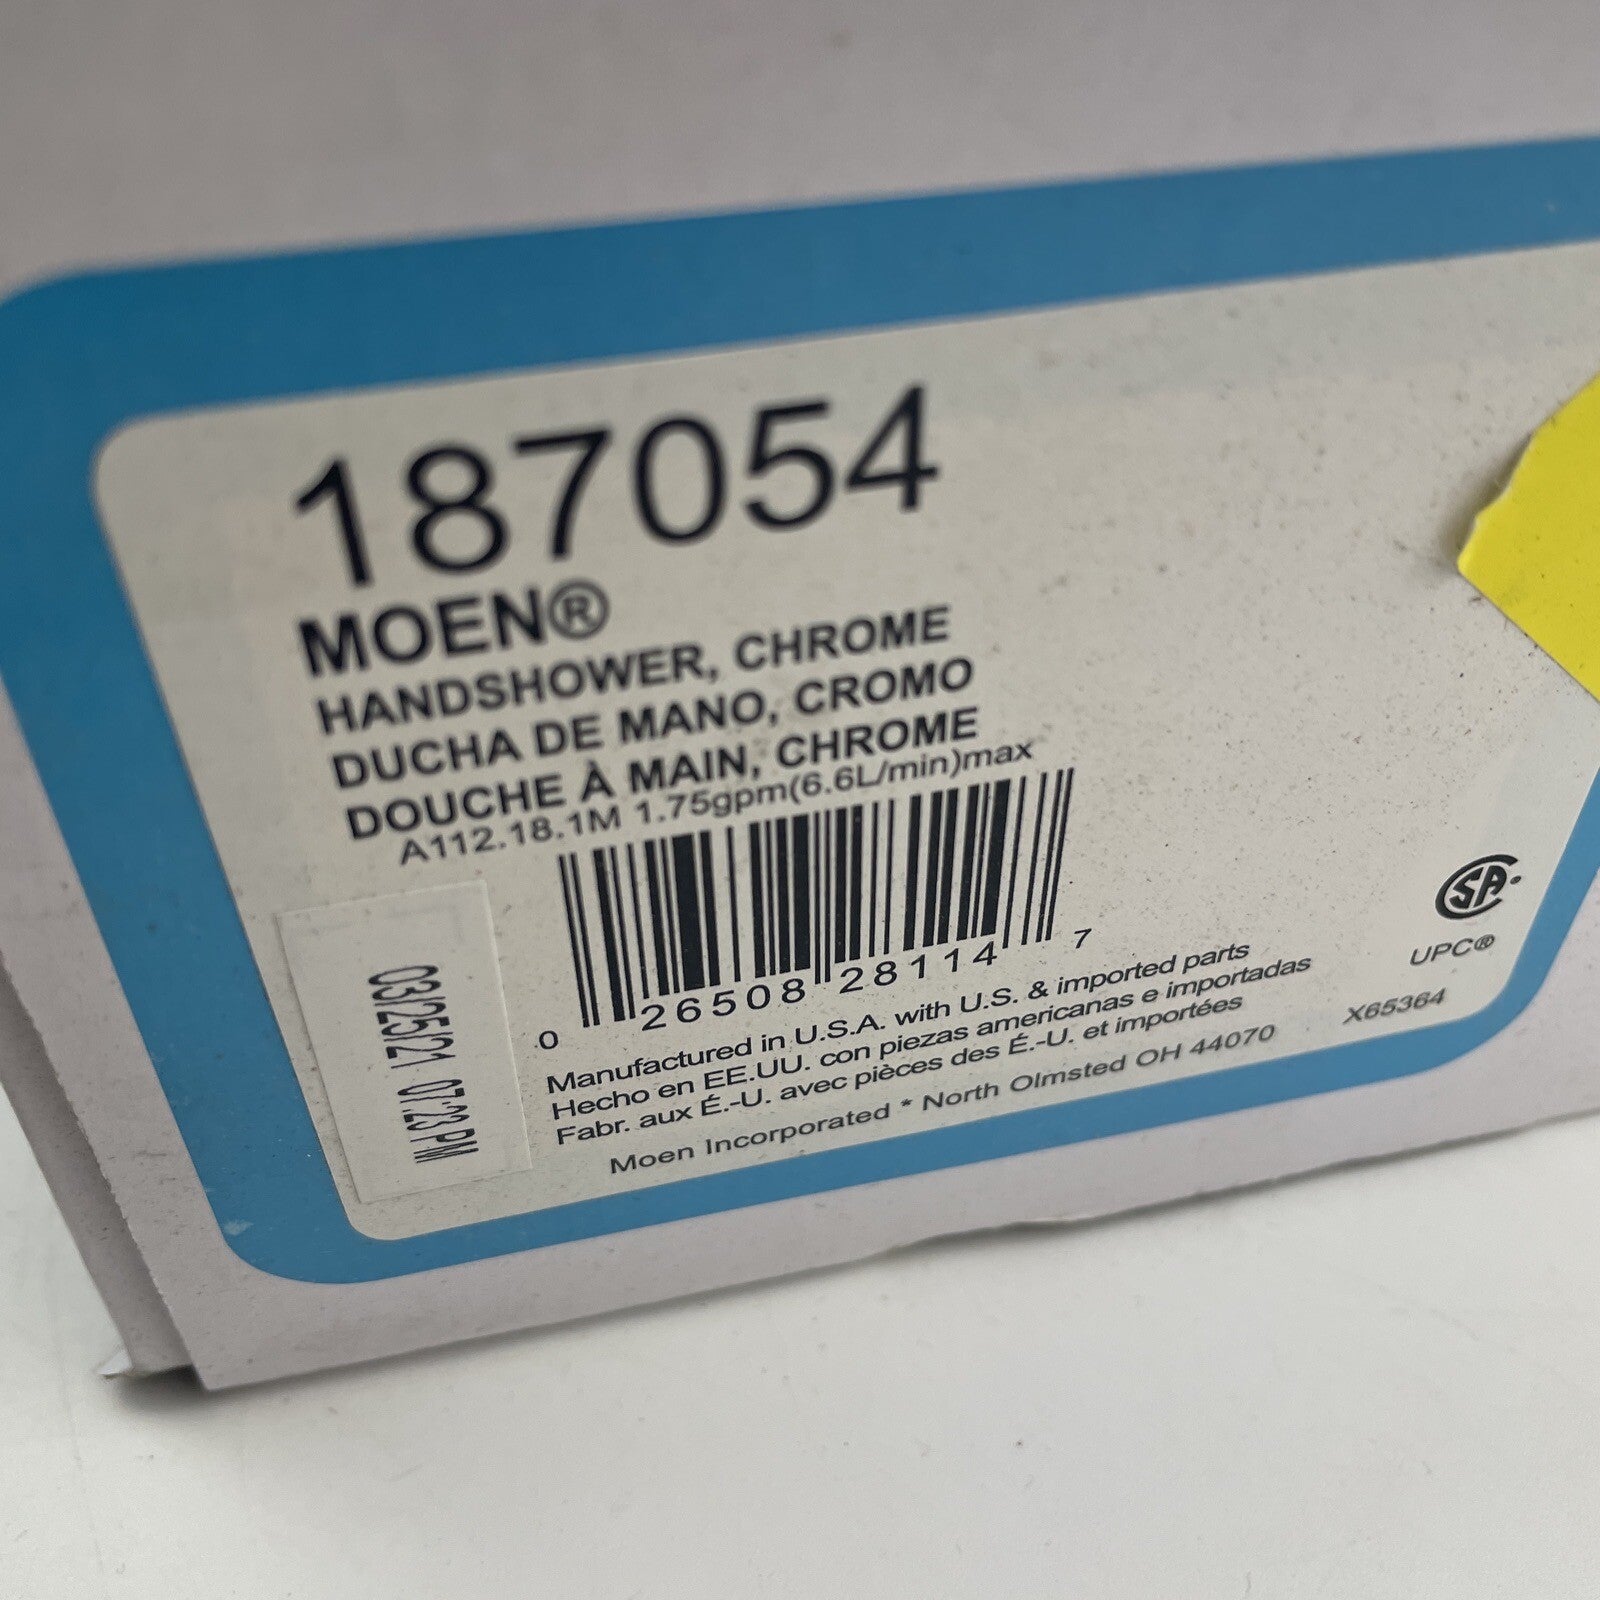 187054
MOEN®
HANDSHOWER, CHROME
DUCHA DE MANO, CROMO
DOUCHE À MAIN, CHROME
A112.18.1M 1.75gpm(6.6L/min)max
0 26508 28114 7
Manufactured in U.S.A. with U.S. & imported parts
Hecho en EE.UU. con piezas americanas e importadas
Fabr. aux É.-U. avec pièces des É.-U. et importées
Moen Incorporated * North Olmsted OH 44070
X65364
SA
UPC®
03/25/21 07:23 PM